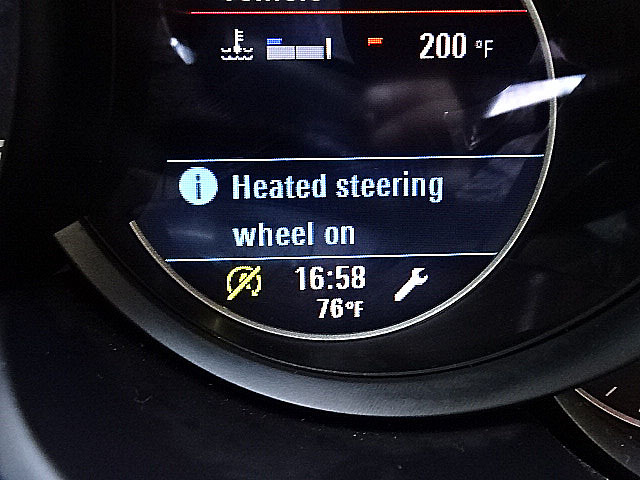 200 °F
Heated steering
wheel on
16:58
76°F